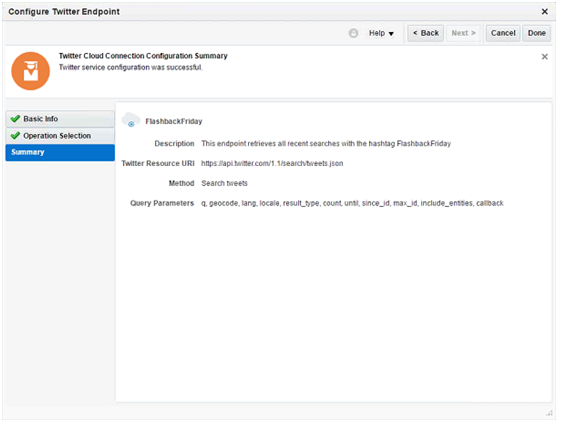 Configure Twitter Endpoint
Help
< Back
Next >
Cancel
Done
Twitter Cloud Connection Configuration Summary
Twitter service configuration was successful.
Basic Info
Operation Selection
Summary
FlashbackFriday
Description This endpoint retrieves all recent searches with the hashtag FlashbackFriday
Twitter Resource URI https://api.twitter.com/1.1/search/tweets.json
Method Search tweets
Query Parameters q, geocode, lang, locale, result_type, count, until, since_id, max_id, include_entities, callback